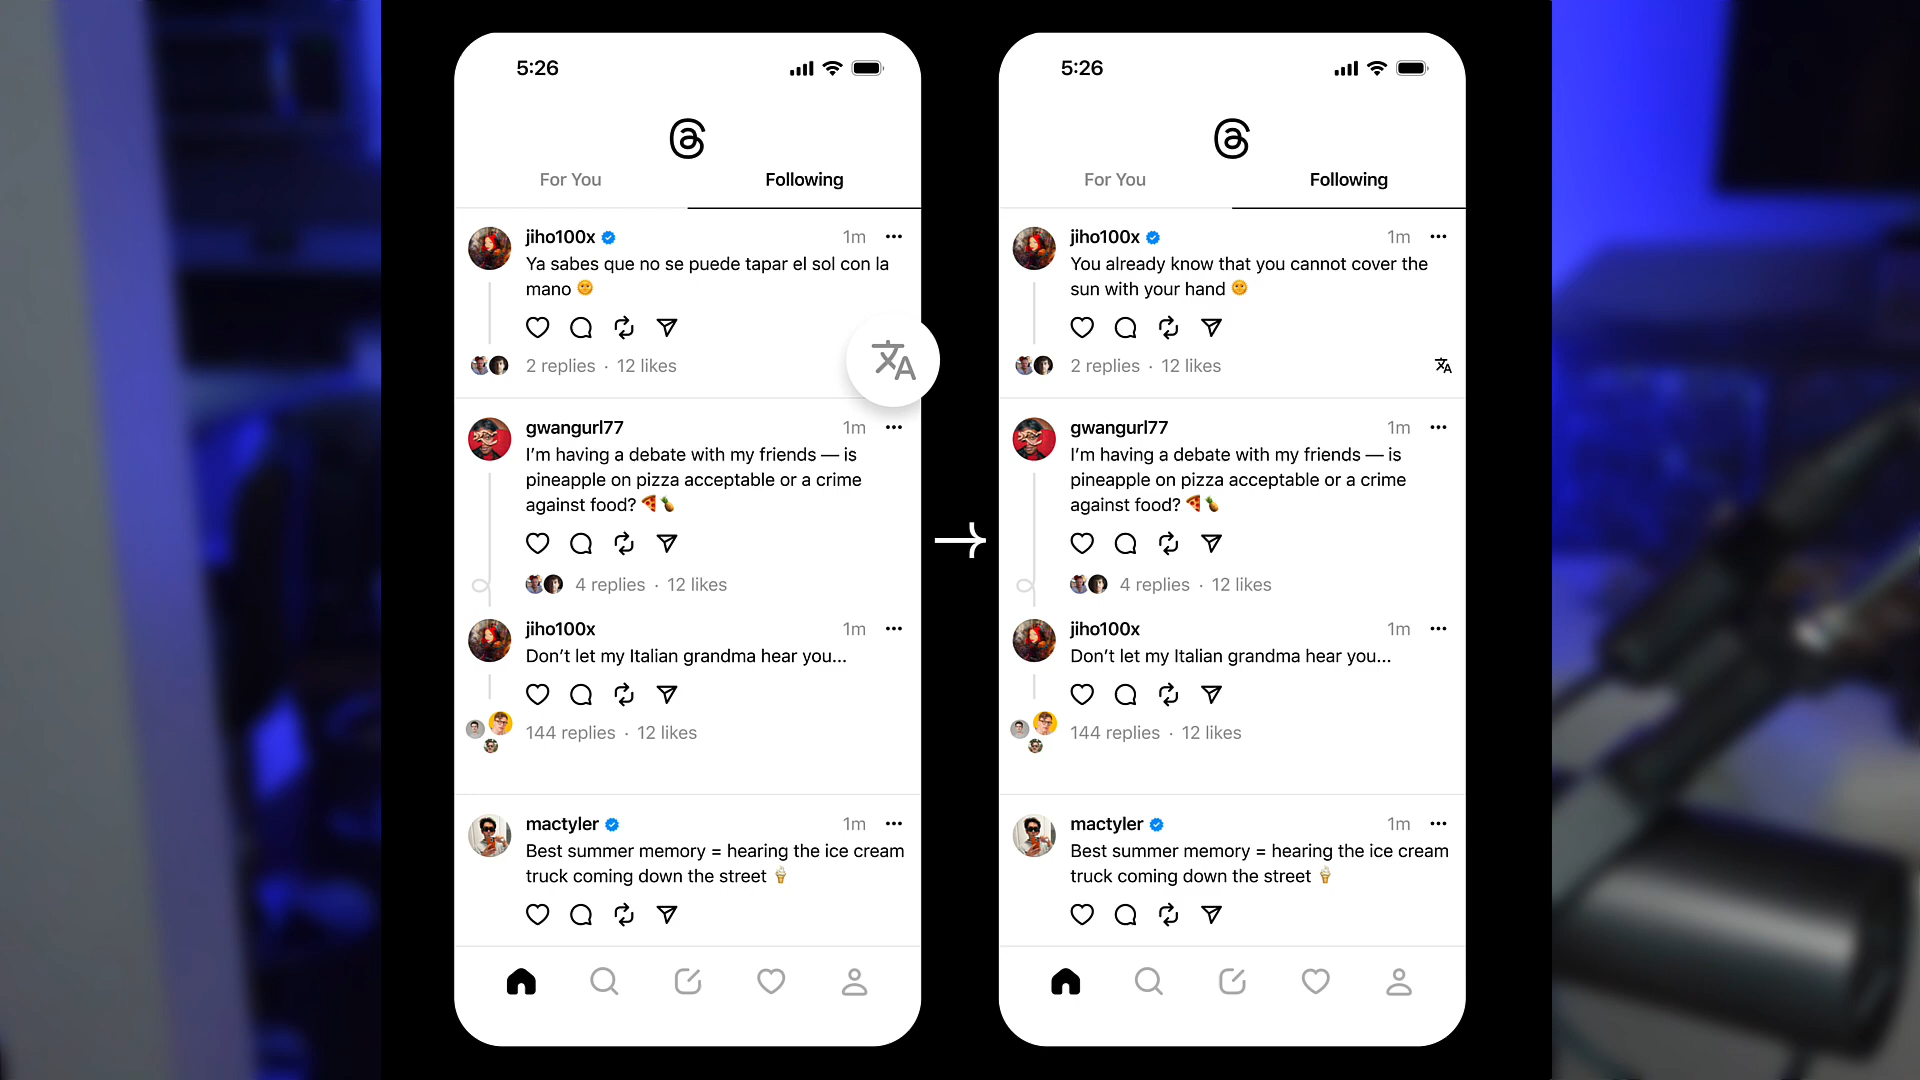 5:26
For You
Following
jiho100x
1m
Ya sabes que no se puede tapar el sol con la
mano 🌞
2 replies · 12 likes
gwangurl77
1m
I’m having a debate with my friends — is
pineapple on pizza acceptable or a crime
against food? 🍕🍍
4 replies · 12 likes
jiho100x
1m
Don’t let my Italian grandma hear you...
144 replies · 12 likes
mactyler
1m
Best summer memory = hearing the ice cream
truck coming down the street 🍦
5:26
For You
Following
jiho100x
1m
You already know that you cannot cover the
sun with your hand 🌞
2 replies · 12 likes
gwangurl77
1m
I’m having a debate with my friends — is
pineapple on pizza acceptable or a crime
against food? 🍕🍍
4 replies · 12 likes
jiho100x
1m
Don’t let my Italian grandma hear you...
144 replies · 12 likes
mactyler
1m
Best summer memory = hearing the ice cream
truck coming down the street 🍦